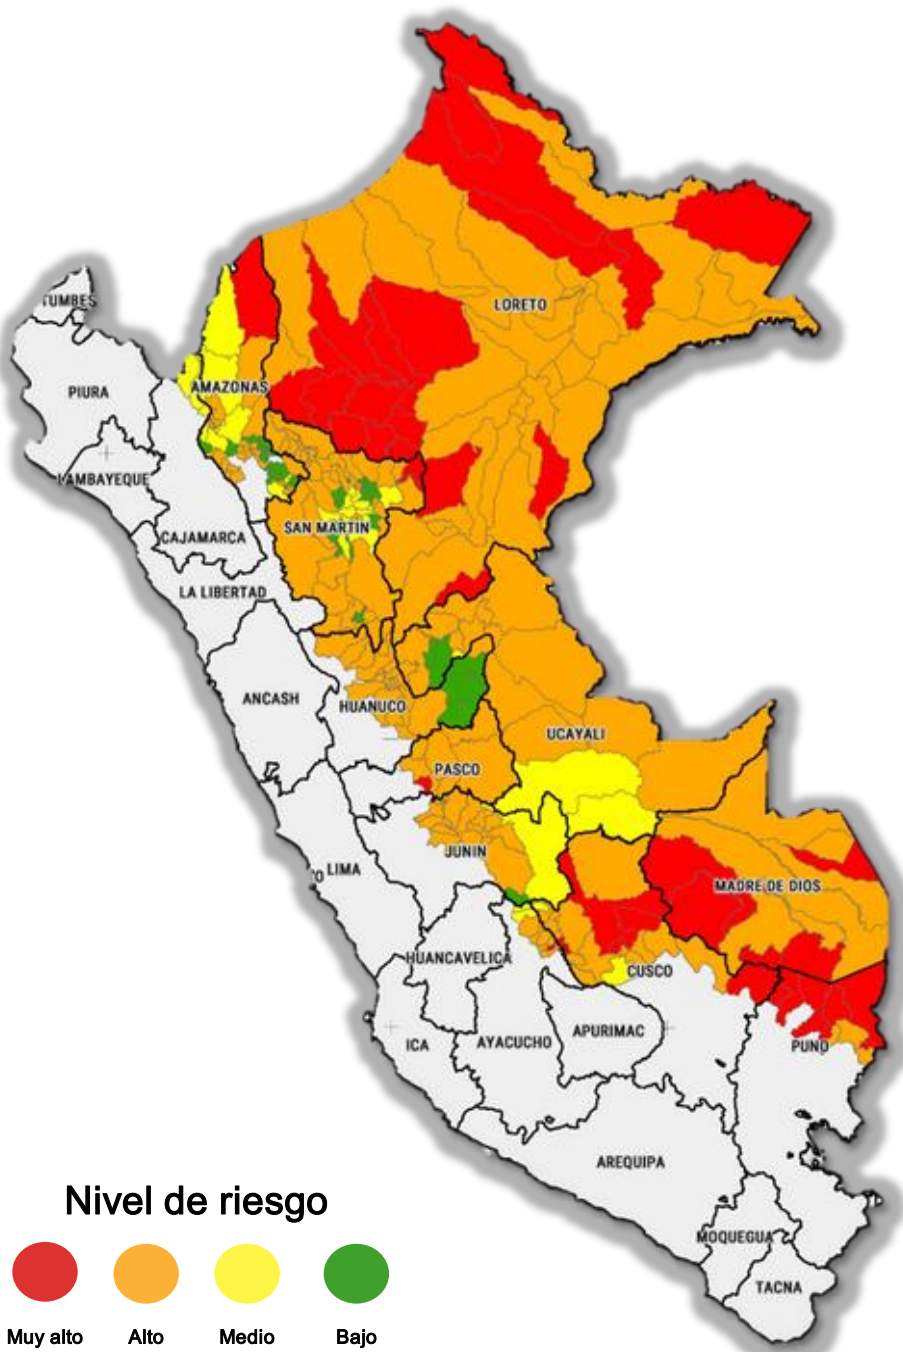 LORETO
TUMBES
AMAZONAS
PIURA
LAMBAYEQUE
SAN MARTIN
CAJAMARCA
LA LIBERTAD
ANCASH
HUANUCO
UCAYALI
PASCO
JUNIN
LIMA
MADRE DE DIOS
HUANCAVELICA
CUSCO
ICA
AYACUCHO
APURIMAC
PUNO
AREQUIPA
MOQUEGUA
TACNA
Nivel de riesgo
Muy alto
Alto
Medio
Bajo